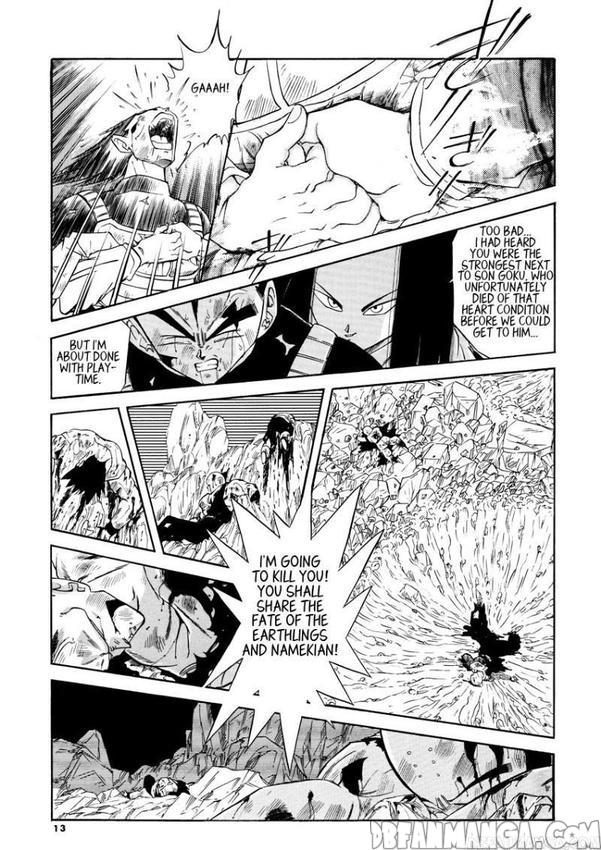 GAAAH!
TOO BAD...
I HAD HEARD
YOU WERE THE
STRONGEST NEXT
TO SON GOKU, WHO
UNFORTUNATELY
DIED OF THAT
HEART CONDITION
BEFORE WE COULD
GET TO HIM...
BUT I'M
ABOUT DONE
WITH PLAY-
TIME.
I'M GOING
TO KILL YOU!
YOU SHALL
SHARE THE
FATE OF THE
EARTHLINGS
AND NAMEKIAN!
13
DBFANMANGA.COM